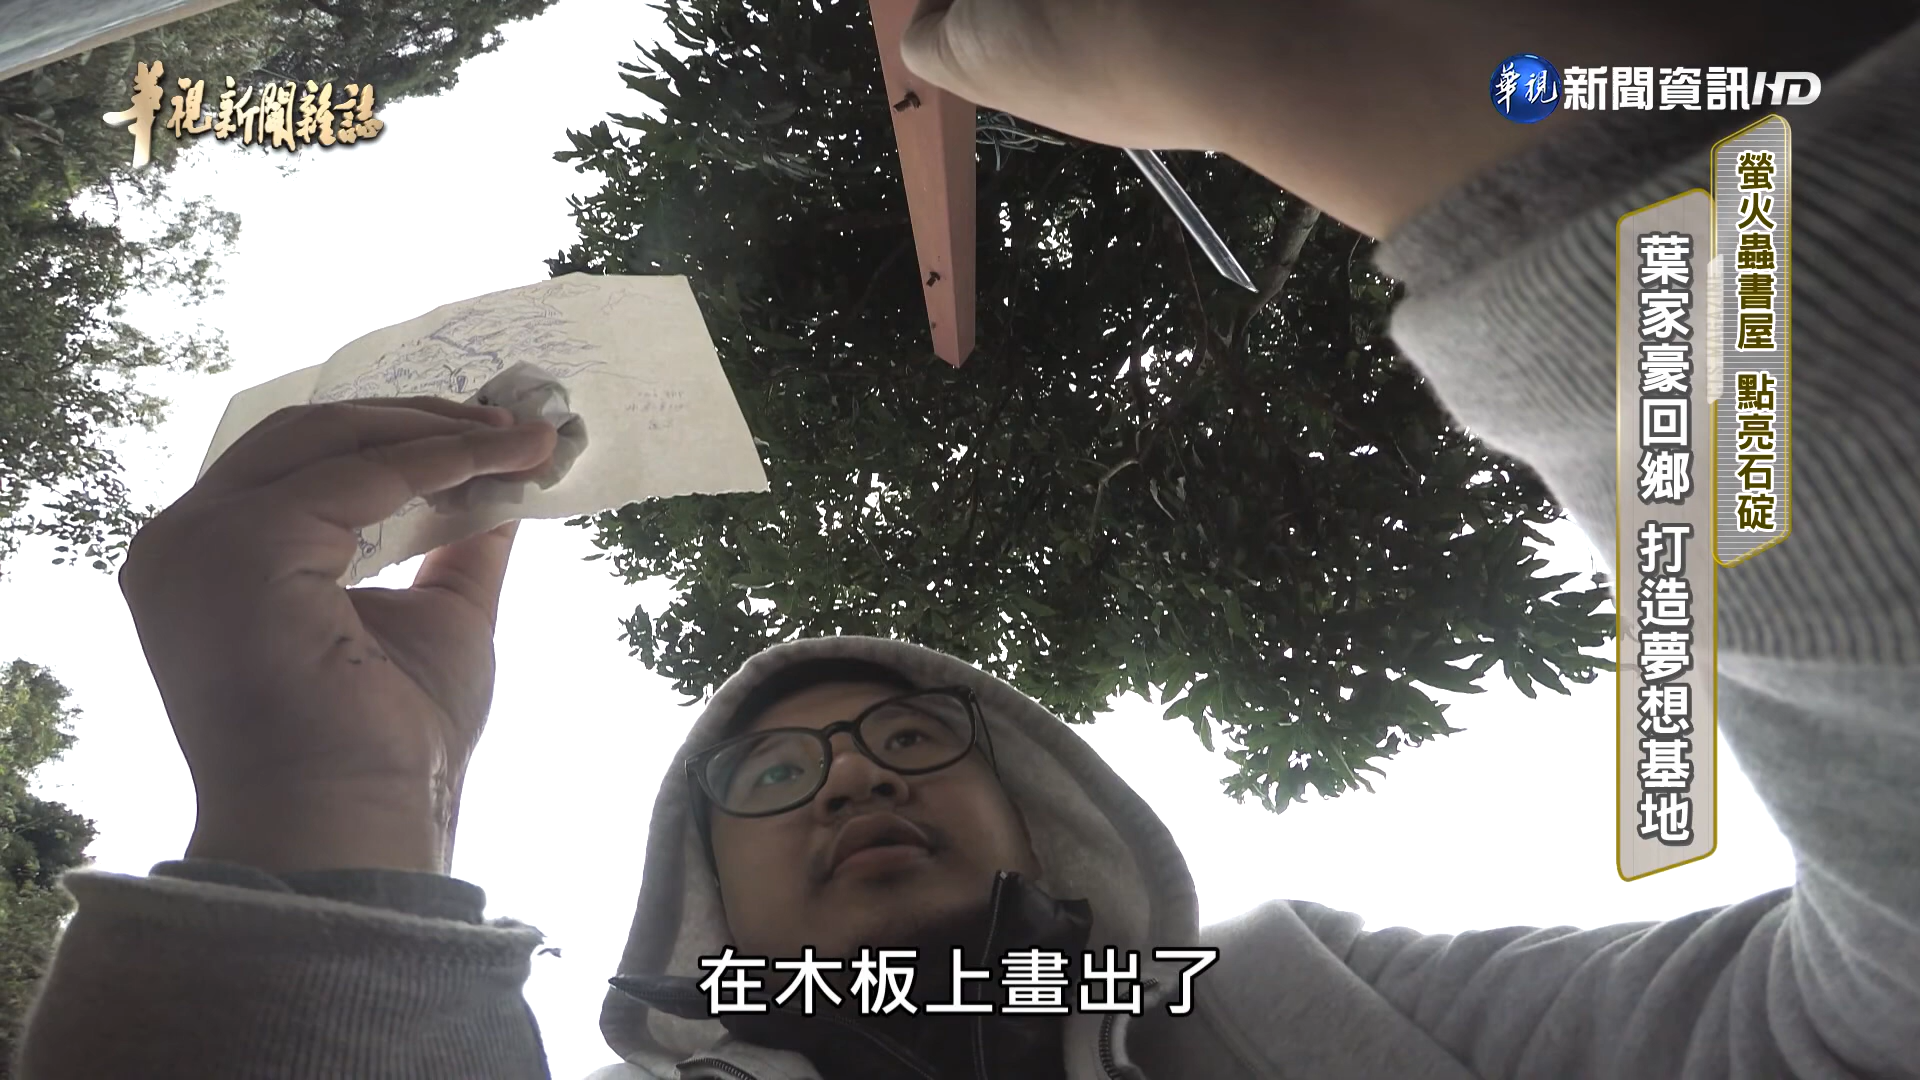 華視新聞雜誌
華視 新聞資訊HD
螢火蟲書屋 點亮石碇
葉家豪回鄉 打造夢想基地
在木板上畫出了